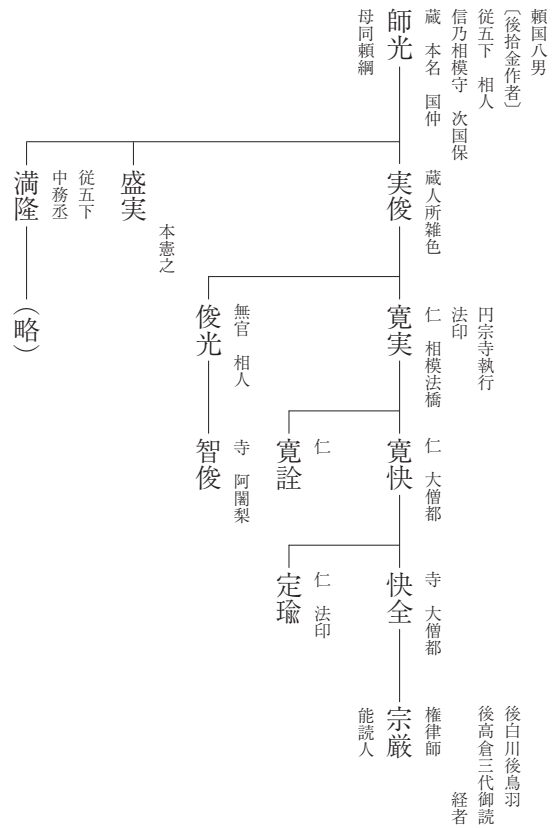 頼国八男
〔後拾金作者〕
従五下　相人
信乃相模守　次国保
蔵　本名　国仲
師光
母同頼綱
蔵人所雑色
実俊
本憲之
盛実
従五下
中務丞
満隆
（略）
円宗寺執行
法印
仁　相模法橋
寛実
無官　相人
俊光
仁　大僧都
寛快
仁
寛詮
寺　阿闍梨
智俊
寺　大僧都
快全
仁　法印
定瑜
後白川後鳥羽
後高倉三代御読
経者
権律師
宗厳
能読人